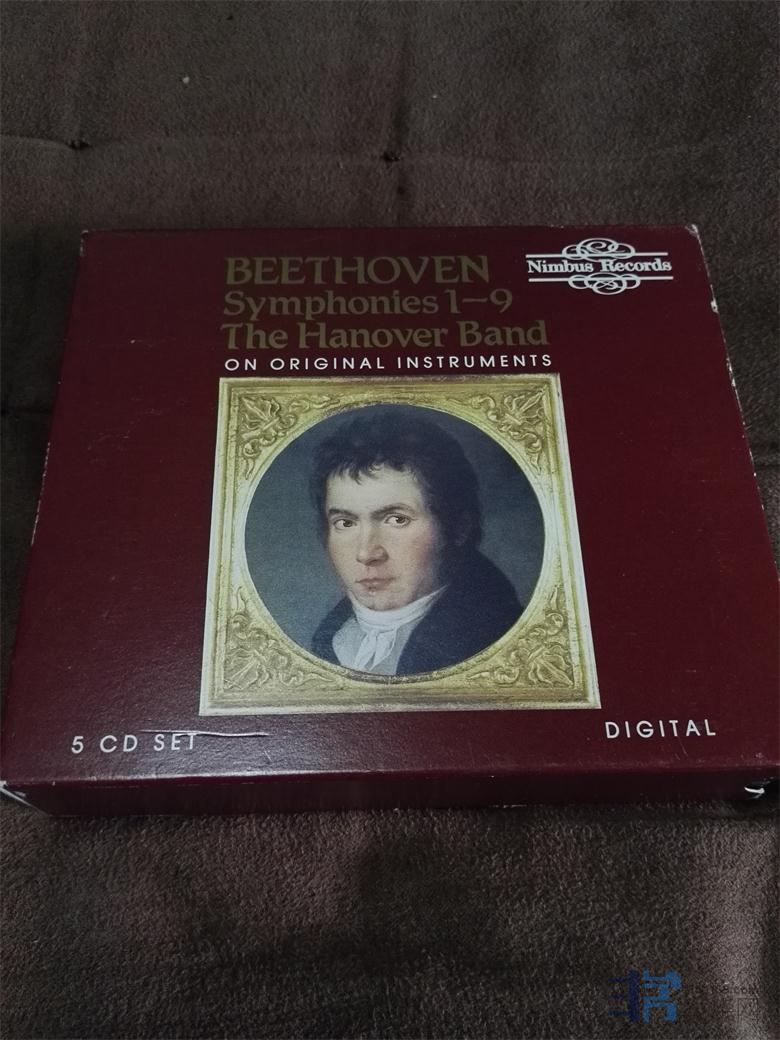 BEETHOVEN
Symphonies 1–9
The Hanover Band
ON ORIGINAL INSTRUMENTS
Nimbus Records
5 CD SET
DIGITAL